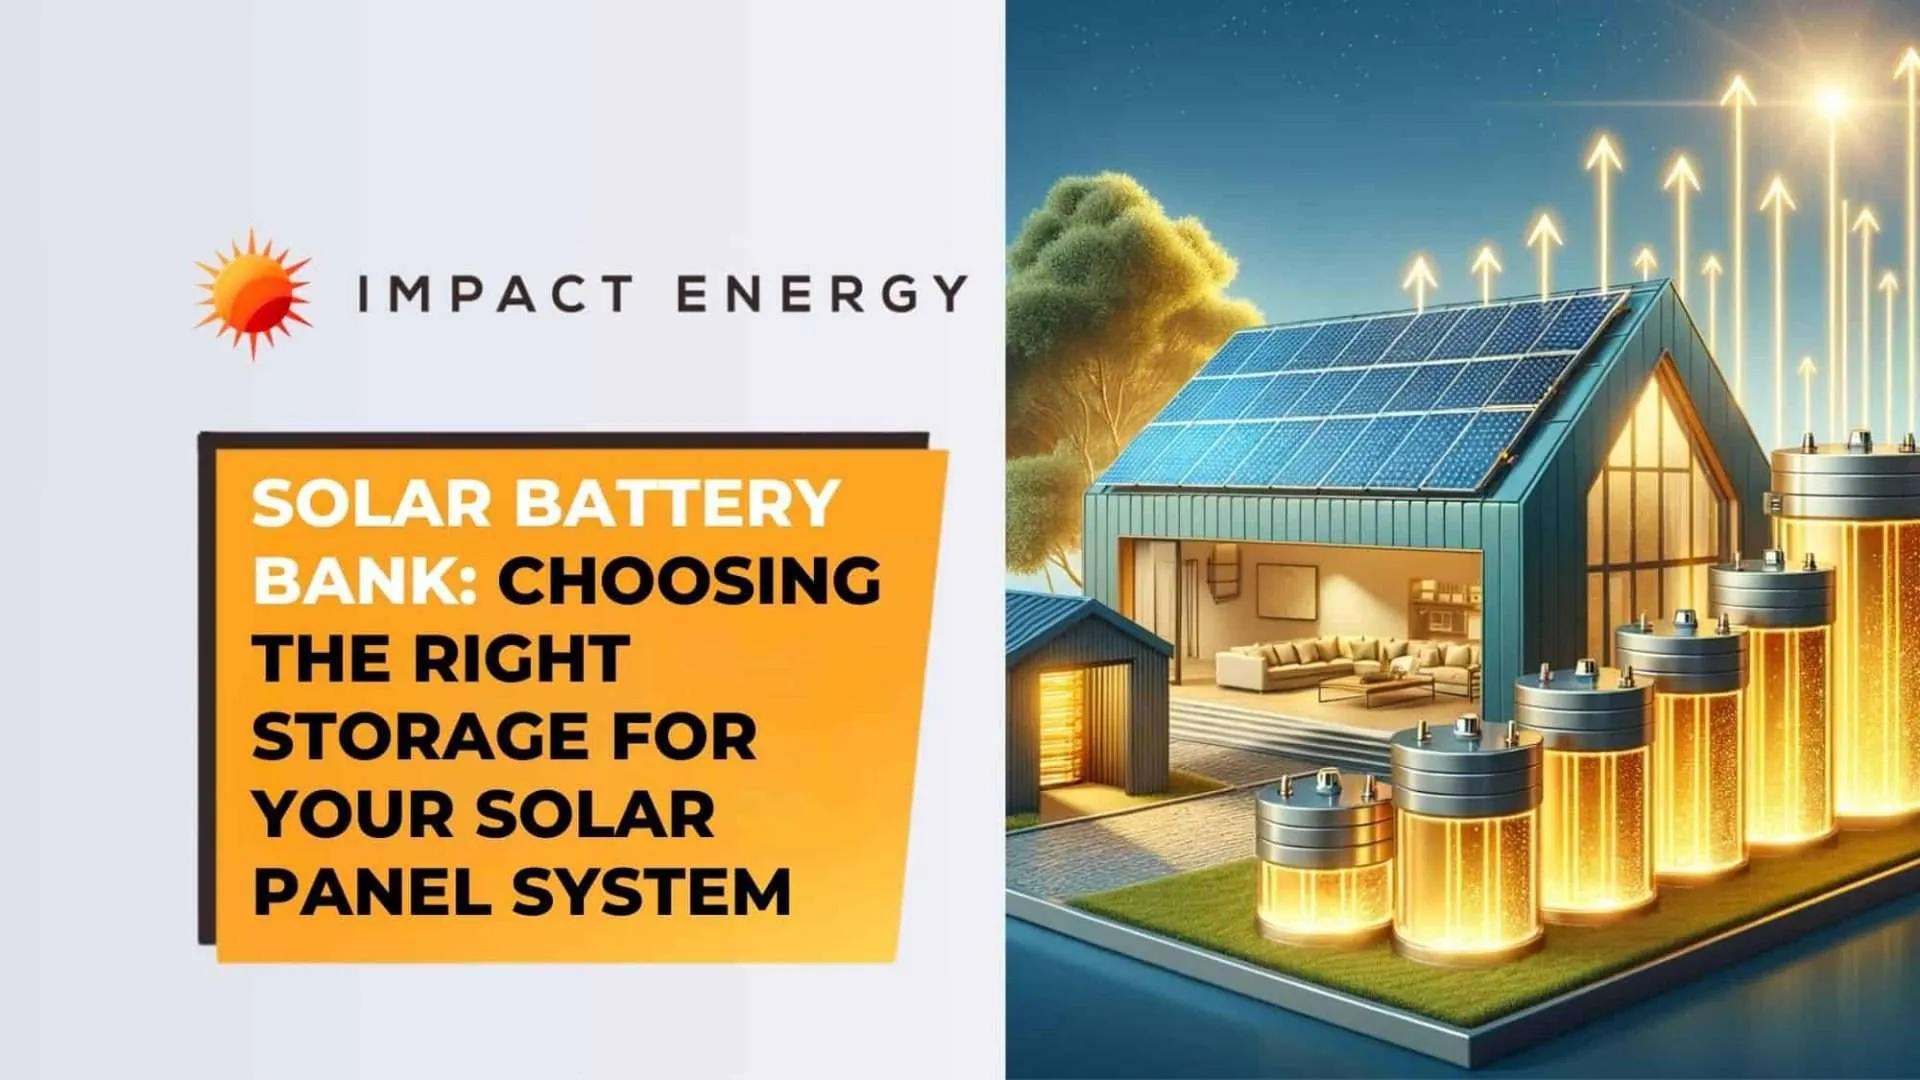 IMPACT ENERGY
SOLAR BATTERY
BANK: CHOOSING
THE RIGHT
STORAGE FOR
YOUR SOLAR
PANEL SYSTEM